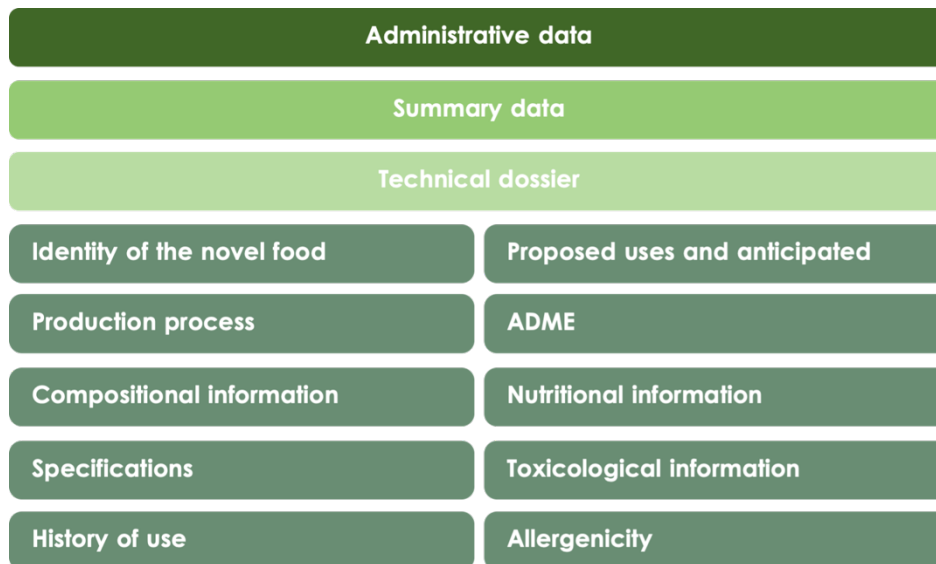 Administrative data
Summary data
Technical dossier
Identity of the novel food
Proposed uses and anticipated
Production process
ADME
Compositional information
Nutritional information
Specifications
Toxicological information
History of use
Allergenicity